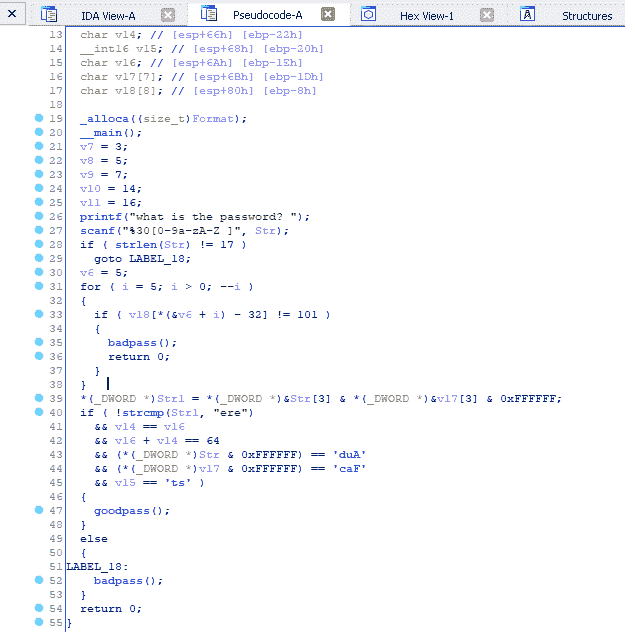 IDA View-A Pseudocode-A Hex View-1 Structures
13 char v14; // [esp+66h] [ebp-22h]
14 __int16 v15; // [esp+68h] [ebp-20h]
15 char v16; // [esp+6Ah] [ebp-1Eh]
16 char v17[7]; // [esp+6Bh] [ebp-1Dh]
17 char v18[8]; // [esp+80h] [ebp-8h]
18
19 _alloca((size_t)Format);
20 __main();
21 v7 = 3;
22 v8 = 5;
23 v9 = 7;
24 v10 = 14;
25 v11 = 16;
26 printf("what is the password? ");
27 scanf("%30[0-9a-zA-Z ]", Str);
28 if ( strlen(Str) != 17 )
29 goto LABEL_18;
30 v6 = 5;
31 for ( i = 5; i > 0; --i )
32 {
33 if ( v18[*(&v6 + i) - 32] != 101 )
34 {
35 badpass();
36 return 0;
37 }
38 }
39 *(_DWORD *)Str1 = *(_DWORD *)&Str[3] & *(_DWORD *)&v17[3] & 0xFFFFFF;
40 if ( !strcmp(Str1, "ere")
41 && v14 == v16
42 && v16 + v14 == 64
43 && (*(_DWORD *)Str & 0xFFFFFF) == 'duA'
44 && (*(_DWORD *)v17 & 0xFFFFFF) == 'caF'
45 && v15 == 'ts' )
46 {
47 goodpass();
48 }
49 else
50 {
51 LABEL_18:
52 badpass();
53 }
54 return 0;
55 }